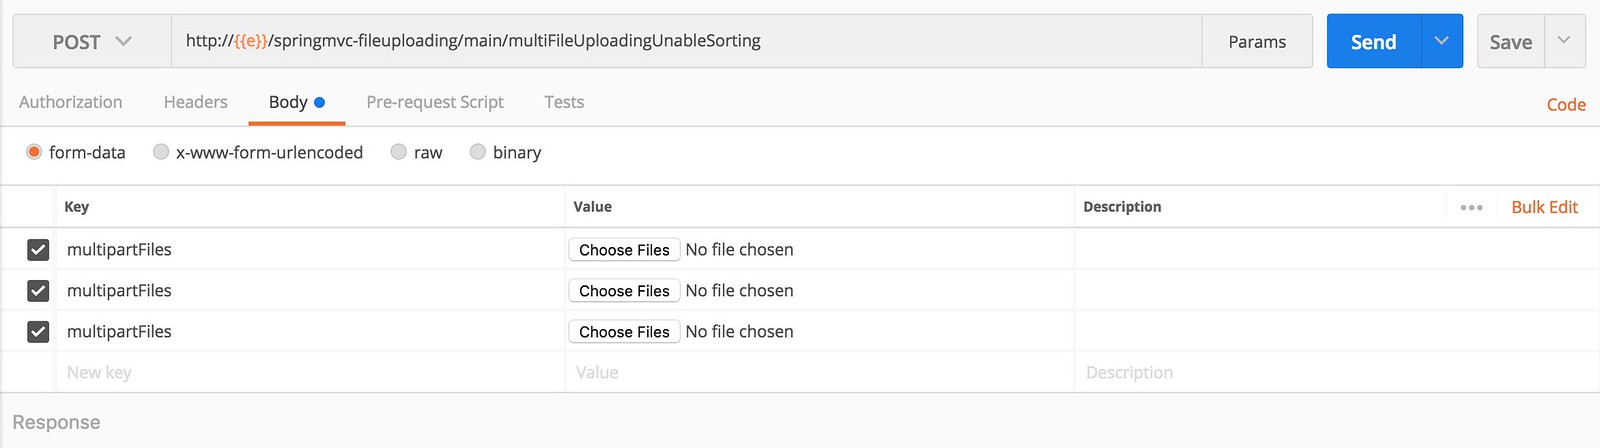 POST http://{{e}}/springmvc-fileuploading/main/multiFileUploadingUnableSorting Params Send Save
Authorization Headers Body Pre-request Script Tests Code
form-data x-www-form-urlencoded raw binary
Key Value Description ••• Bulk Edit
multipartFiles Choose Files No file chosen
multipartFiles Choose Files No file chosen
multipartFiles Choose Files No file chosen
New key Value Description
Response